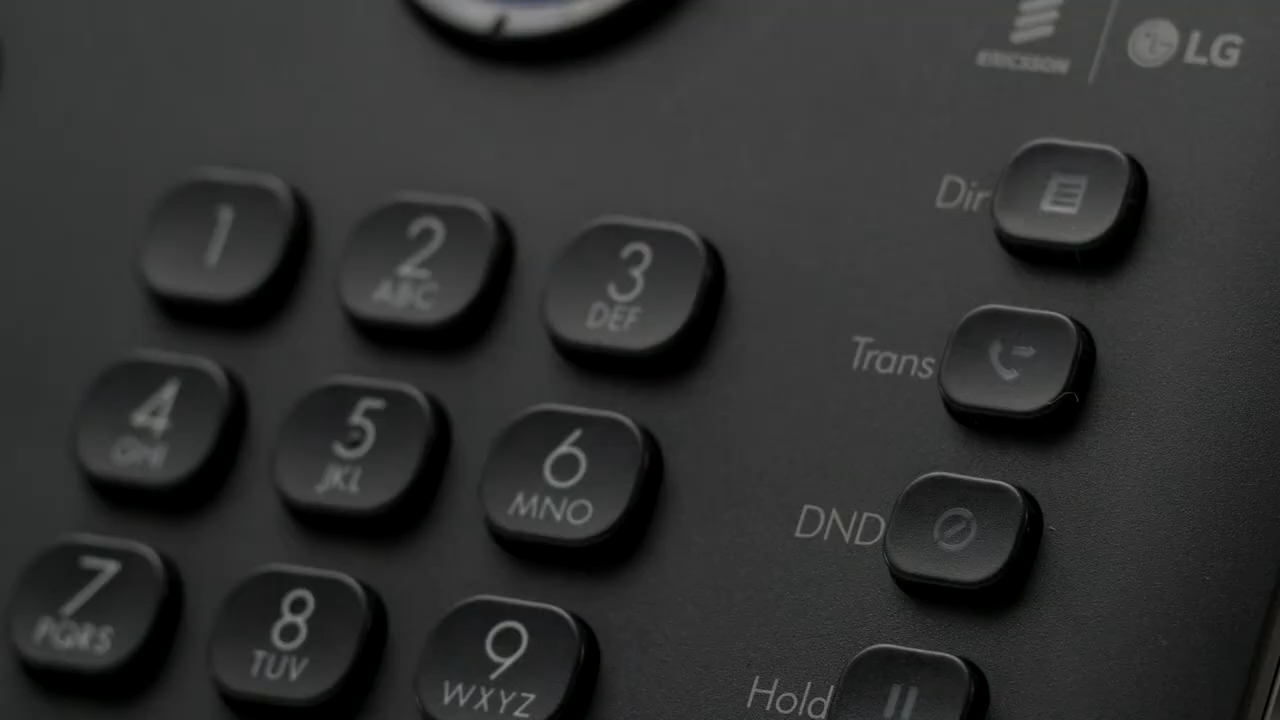 ERICSSON
LG
Dir
1
2
ABC
3
DEF
Trans
4
GHI
5
JKL
6
MNO
DND
7
PQRS
8
TUV
9
WXYZ
Hold